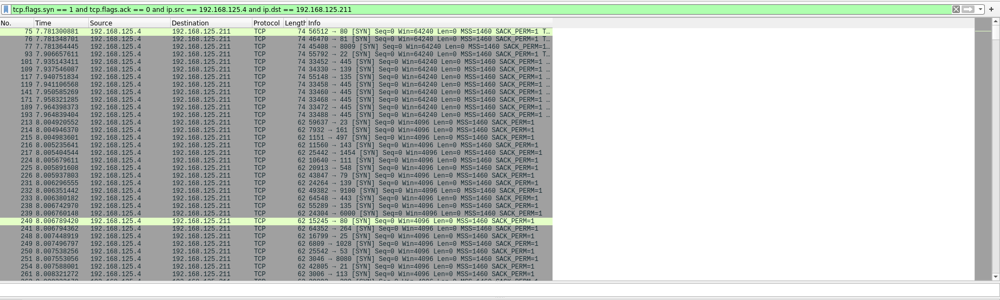 tcp.flags.syn == 1 and tcp.flags.ack == 0 and ip.src == 192.168.125.4 and ip.dst == 192.168.125.211
No. Time Source Destination Protocol Length Info
75 7.781300881 192.168.125.4 192.168.125.211 TCP 74 56512 → 80 [SYN] Seq=0 Win=64240 Len=0 MSS=1460 SACK_PERM=1 T…
76 7.781348701 192.168.125.4 192.168.125.211 TCP 74 46470 → 81 [SYN] Seq=0 Win=64240 Len=0 MSS=1460 SACK_PERM=1 T…
77 7.781364445 192.168.125.4 192.168.125.211 TCP 74 45408 → 8009 [SYN] Seq=0 Win=64240 Len=0 MSS=1460 SACK_PERM=1…
93 7.906657611 192.168.125.4 192.168.125.211 TCP 74 55792 → 22 [SYN] Seq=0 Win=64240 Len=0 MSS=1460 SACK_PERM=1 T…
101 7.935143411 192.168.125.4 192.168.125.211 TCP 74 33452 → 445 [SYN] Seq=0 Win=64240 Len=0 MSS=1460 SACK_PERM=1 …
109 7.937546087 192.168.125.4 192.168.125.211 TCP 74 34330 → 139 [SYN] Seq=0 Win=64240 Len=0 MSS=1460 SACK_PERM=1 …
117 7.940751834 192.168.125.4 192.168.125.211 TCP 74 55148 → 135 [SYN] Seq=0 Win=64240 Len=0 MSS=1460 SACK_PERM=1 …
119 7.941106568 192.168.125.4 192.168.125.211 TCP 74 33458 → 445 [SYN] Seq=0 Win=64240 Len=0 MSS=1460 SACK_PERM=1 …
141 7.950585269 192.168.125.4 192.168.125.211 TCP 74 33460 → 445 [SYN] Seq=0 Win=64240 Len=0 MSS=1460 SACK_PERM=1 …
171 7.958321285 192.168.125.4 192.168.125.211 TCP 74 33468 → 445 [SYN] Seq=0 Win=64240 Len=0 MSS=1460 SACK_PERM=1 …
189 7.964398373 192.168.125.4 192.168.125.211 TCP 74 33472 → 445 [SYN] Seq=0 Win=64240 Len=0 MSS=1460 SACK_PERM=1 …
193 7.964839404 192.168.125.4 192.168.125.211 TCP 74 33488 → 445 [SYN] Seq=0 Win=64240 Len=0 MSS=1460 SACK_PERM=1 …
213 8.004920552 192.168.125.4 192.168.125.211 TCP 62 59637 → 23 [SYN] Seq=0 Win=4096 Len=0 MSS=1460 SACK_PERM=1
214 8.004946370 192.168.125.4 192.168.125.211 TCP 62 7932 → 161 [SYN] Seq=0 Win=4096 Len=0 MSS=1460 SACK_PERM=1
215 8.004983601 192.168.125.4 192.168.125.211 TCP 62 1151 → 497 [SYN] Seq=0 Win=4096 Len=0 MSS=1460 SACK_PERM=1
216 8.005235641 192.168.125.4 192.168.125.211 TCP 62 11560 → 143 [SYN] Seq=0 Win=4096 Len=0 MSS=1460 SACK_PERM=1
217 8.005404544 192.168.125.4 192.168.125.211 TCP 62 25442 → 1454 [SYN] Seq=0 Win=4096 Len=0 MSS=1460 SACK_PERM=1
224 8.005679611 192.168.125.4 192.168.125.211 TCP 62 10640 → 111 [SYN] Seq=0 Win=4096 Len=0 MSS=1460 SACK_PERM=1
225 8.005891608 192.168.125.4 192.168.125.211 TCP 62 20913 → 548 [SYN] Seq=0 Win=4096 Len=0 MSS=1460 SACK_PERM=1
226 8.005937803 192.168.125.4 192.168.125.211 TCP 62 43847 → 79 [SYN] Seq=0 Win=4096 Len=0 MSS=1460 SACK_PERM=1
231 8.006296555 192.168.125.4 192.168.125.211 TCP 62 24264 → 139 [SYN] Seq=0 Win=4096 Len=0 MSS=1460 SACK_PERM=1
232 8.006351442 192.168.125.4 192.168.125.211 TCP 62 49382 → 9100 [SYN] Seq=0 Win=4096 Len=0 MSS=1460 SACK_PERM=1
233 8.006380182 192.168.125.4 192.168.125.211 TCP 62 64548 → 443 [SYN] Seq=0 Win=4096 Len=0 MSS=1460 SACK_PERM=1
238 8.006742970 192.168.125.4 192.168.125.211 TCP 62 55289 → 135 [SYN] Seq=0 Win=4096 Len=0 MSS=1460 SACK_PERM=1
239 8.006760148 192.168.125.4 192.168.125.211 TCP 62 24304 → 6000 [SYN] Seq=0 Win=4096 Len=0 MSS=1460 SACK_PERM=1
240 8.006789420 192.168.125.4 192.168.125.211 TCP 62 15245 → 80 [SYN] Seq=0 Win=4096 Len=0 MSS=1460 SACK_PERM=1
241 8.006794362 192.168.125.4 192.168.125.211 TCP 62 64352 → 264 [SYN] Seq=0 Win=4096 Len=0 MSS=1460 SACK_PERM=1
248 8.007448919 192.168.125.4 192.168.125.211 TCP 62 16799 → 25 [SYN] Seq=0 Win=4096 Len=0 MSS=1460 SACK_PERM=1
249 8.007496797 192.168.125.4 192.168.125.211 TCP 62 6809 → 1028 [SYN] Seq=0 Win=4096 Len=0 MSS=1460 SACK_PERM=1
250 8.007538256 192.168.125.4 192.168.125.211 TCP 62 25542 → 53 [SYN] Seq=0 Win=4096 Len=0 MSS=1460 SACK_PERM=1
251 8.007553056 192.168.125.4 192.168.125.211 TCP 62 3046 → 8080 [SYN] Seq=0 Win=4096 Len=0 MSS=1460 SACK_PERM=1
254 8.007588001 192.168.125.4 192.168.125.211 TCP 62 42805 → 21 [SYN] Seq=0 Win=4096 Len=0 MSS=1460 SACK_PERM=1
261 8.008321272 192.168.125.4 192.168.125.211 TCP 62 3006 → 113 [SYN] Seq=0 Win=4096 Len=0 MSS=1460 SACK_PERM=1